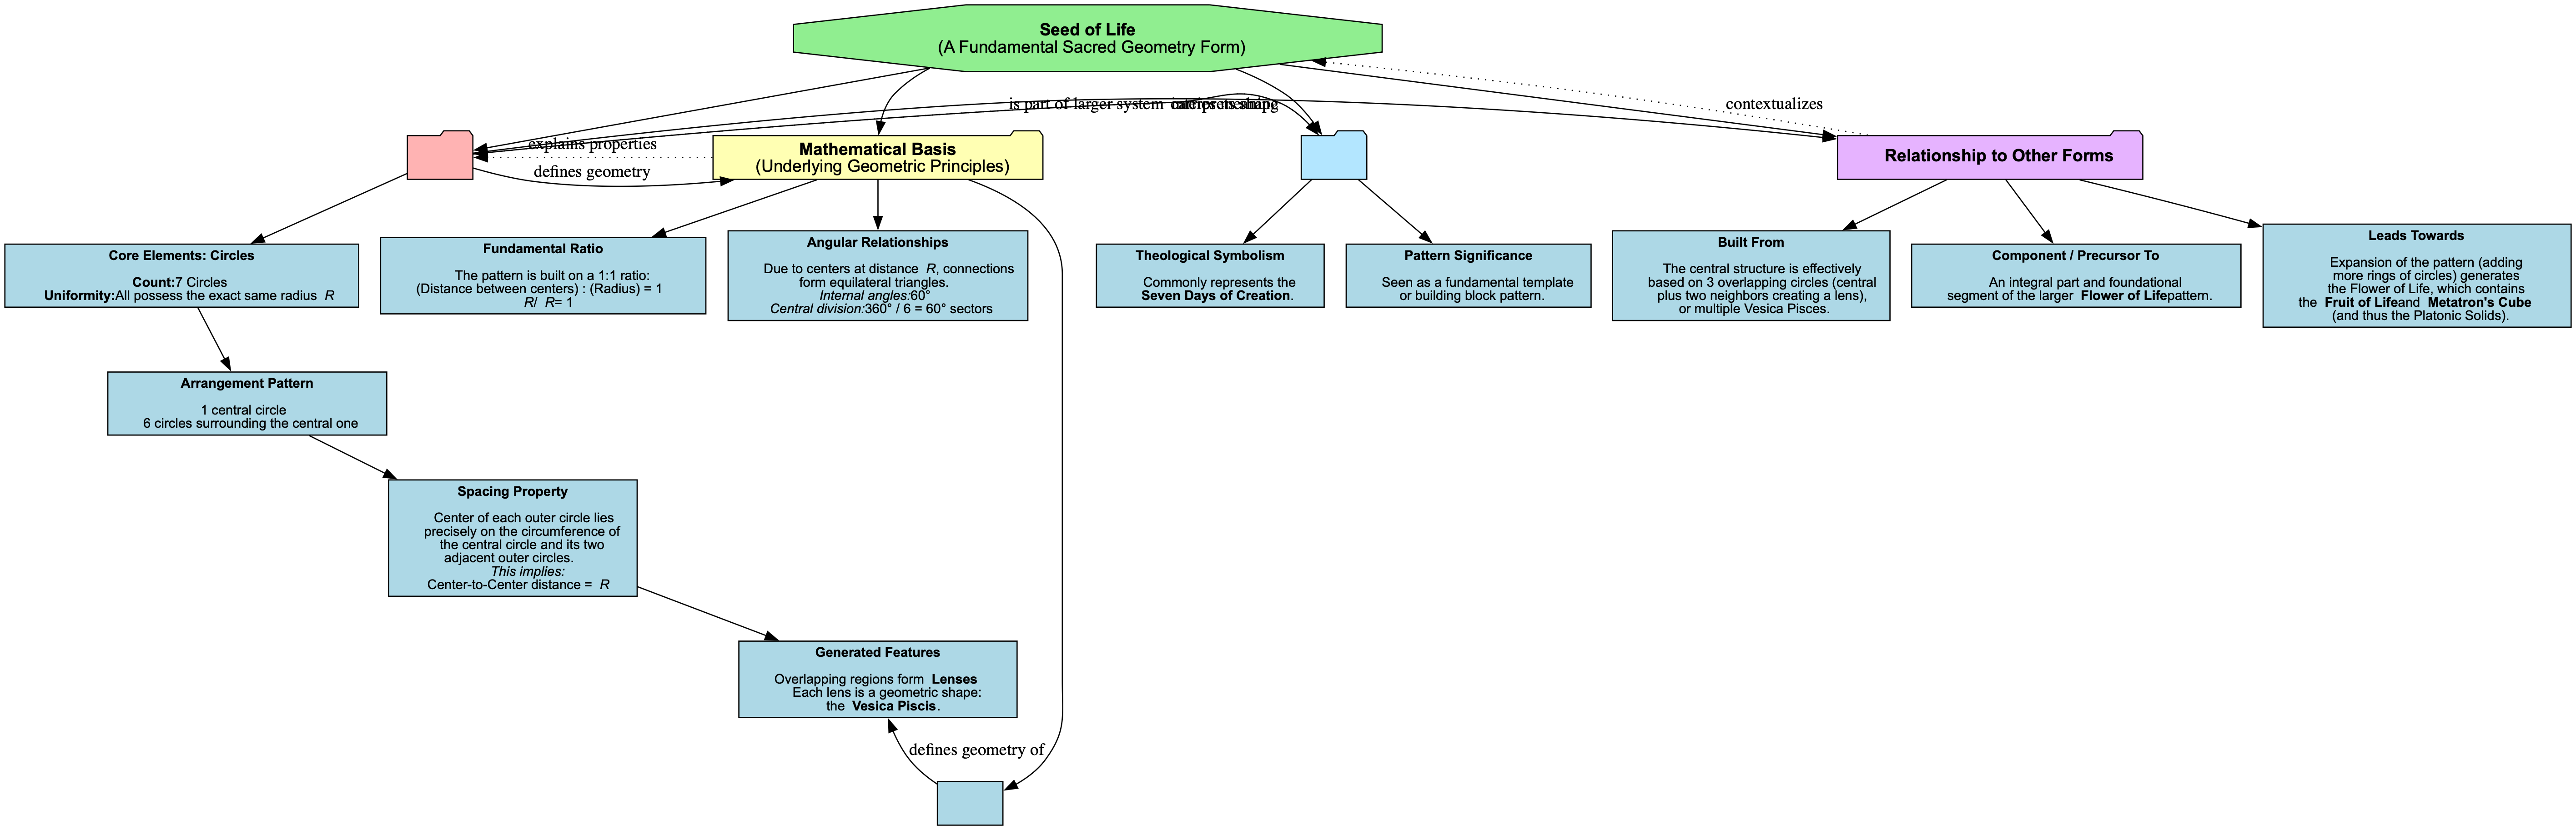 Seed of Life
(A Fundamental Sacred Geometry Form)
is part of larger system
contextualizes
explains properties
defines geometry
Mathematical Basis
(Underlying Geometric Principles)
Relationship to Other Forms
Core Elements: Circles
Count:7 Circles
Uniformity:All possess the exact same radius R
Fundamental Ratio
The pattern is built on a 1:1 ratio:
(Distance between centers) : (Radius) = 1
R/ R= 1
Angular Relationships
Due to centers at distance R, connections
form equilateral triangles.
Internal angles:60°
Central division:360° / 6 = 60° sectors
Theological Symbolism
Commonly represents the
Seven Days of Creation.
Pattern Significance
Seen as a fundamental template
or building block pattern.
Built From
The central structure is effectively
based on 3 overlapping circles (central
plus two neighbors creating a lens),
or multiple Vesica Pisces.
Component / Precursor To
An integral part and foundational
segment of the larger Flower of Lifepattern.
Leads Towards
Expansion of the pattern (adding
more rings of circles) generates
the Flower of Life, which contains
the Fruit of Lifeand Metatron's Cube
(and thus the Platonic Solids).
Arrangement Pattern
1 central circle
6 circles surrounding the central one
Spacing Property
Center of each outer circle lies
precisely on the circumference of
the central circle and its two
adjacent outer circles.
This implies:
Center-to-Center distance = R
Generated Features
Overlapping regions form Lenses
Each lens is a geometric shape:
the Vesica Piscis.
defines geometry of